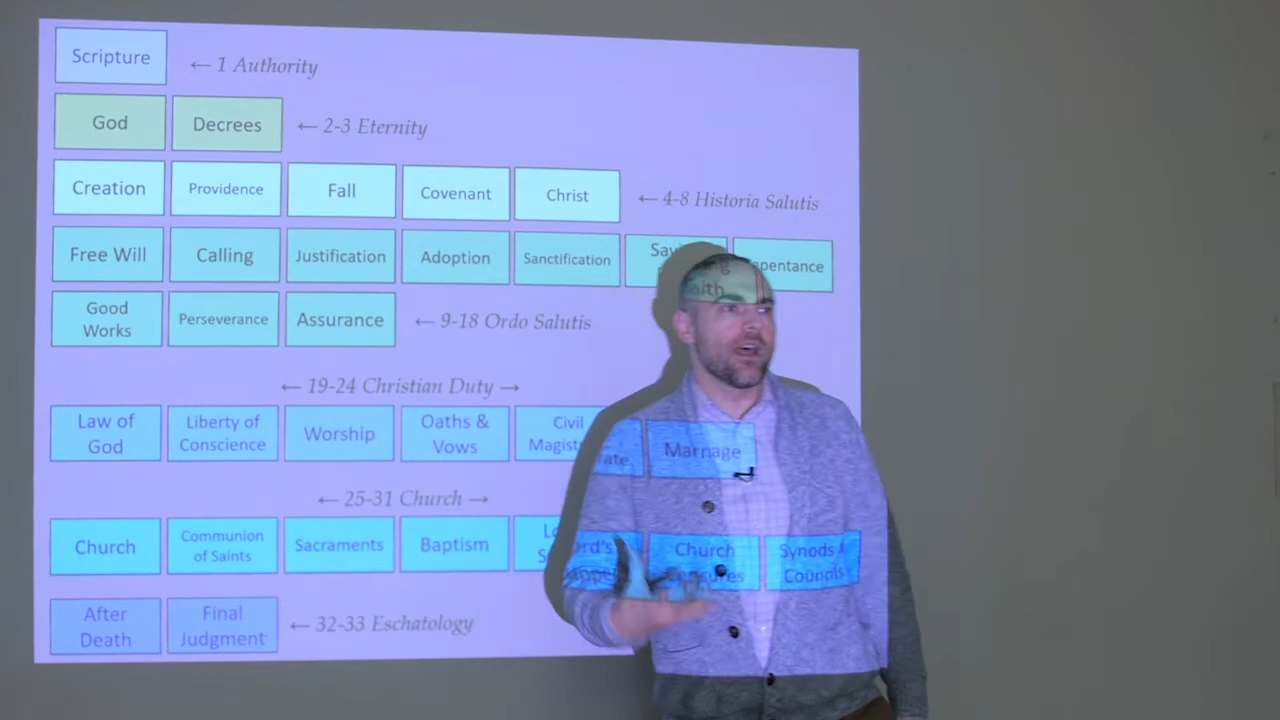 Scripture
← 1 Authority
God
Decrees
← 2-3 Eternity
Creation
Providence
Fall
Covenant
Christ
← 4-8 Historia Salutis
Free Will
Calling
Justification
Adoption
Sanctification
Good
Works
Perseverance
Assurance
← 9-18 Ordo Salutis
← 19-24 Christian Duty →
Law of
God
Liberty of
Conscience
Worship
Oaths &
Vows
Civil
Marriage
← 25-31 Church →
Church
Communion
of Saints
Sacraments
Baptism
Church
Censures
Synods &
Councils
After
Death
Final
Judgment
← 32-33 Eschatology